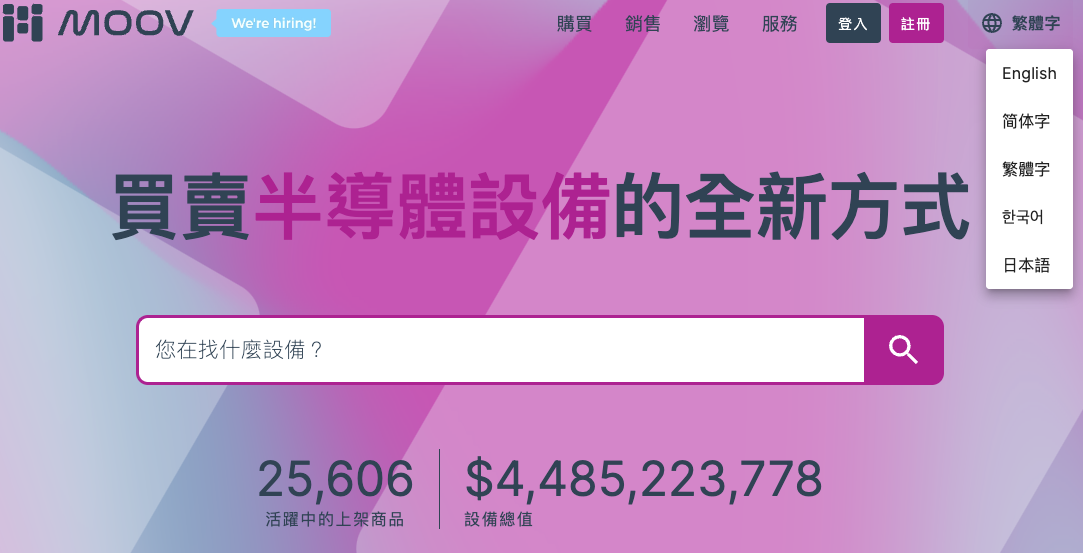 MOOV
We're hiring!
購買 銷售 瀏覽 服務 登入 註冊 繁體字
English
简体字
繁體字
한국어
日本語
買賣半導體設備的全新方式
您在找什麼設備？
25,606
活躍中的上架商品
$4,485,223,778
設備總值